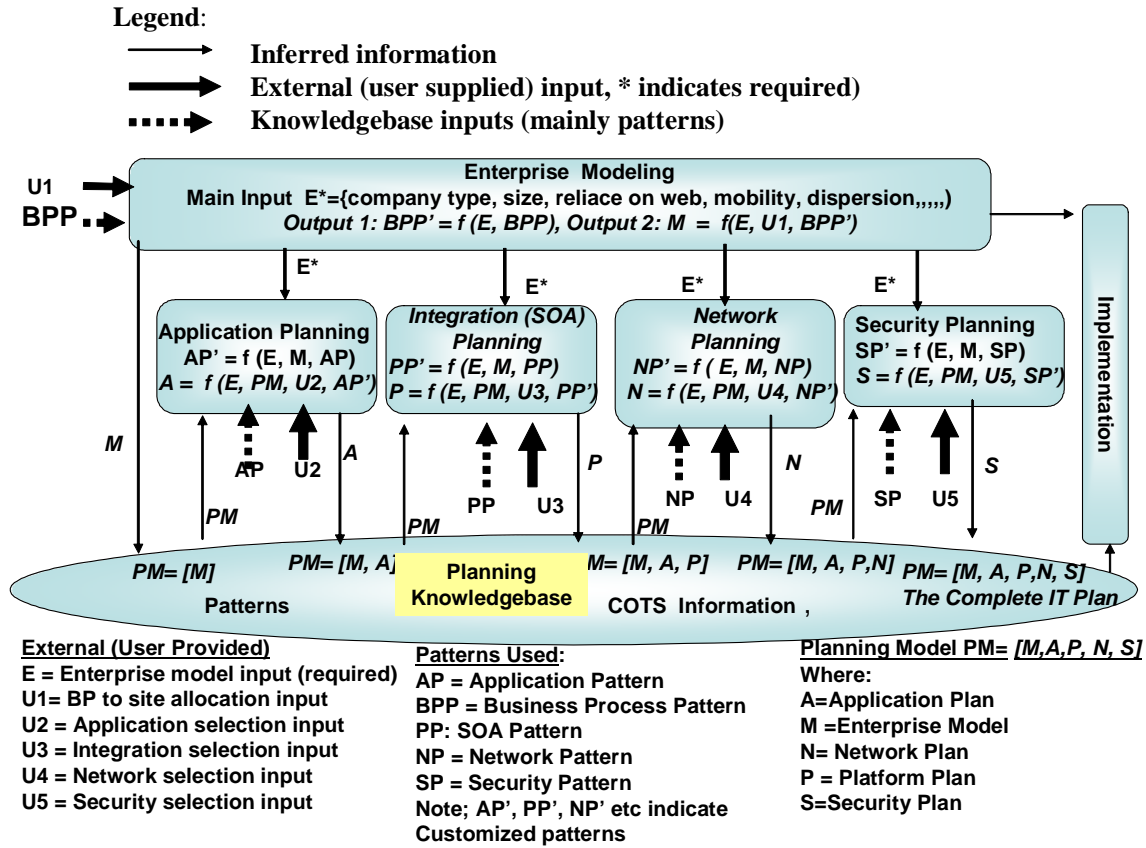 Legend:
Inferred information
External (user supplied) input, * indicates required)
Knowledgebase inputs (mainly patterns)
U1
BPP
Enterprise Modeling
Main Input E*={company type, size, reliace on web, mobility, dispersion,,,,,)
Output 1: BPP' = f (E, BPP), Output 2: M = f(E, U1, BPP')
E*
E*
E*
E*
Application Planning
AP' = f (E, M, AP)
A = f (E, PM, U2, AP')
Integration (SOA)
Planning
PP' = f (E, M, PP)
P = f (E, PM, U3, PP')
Network
Planning
NP' = f ( E, M, NP)
N = f (E, PM, U4, NP')
Security Planning
SP' = f (E, M, SP)
S = f (E, PM, U5, SP')
Implementation
M
PM
AP
U2
A
PM
PP
U3
P
PM
NP
U4
N
PM
SP
U5
S
PM= [M]
PM= [M, A]
M= [M, A, P]
PM= [M, A, P,N]
PM= [M, A, P,N, S]
The Complete IT Plan
Patterns
Planning
Knowledgebase
COTS Information ,
External (User Provided)
E = Enterprise model input (required)
U1= BP to site allocation input
U2 = Application selection input
U3 = Integration selection input
U4 = Network selection input
U5 = Security selection input
Patterns Used:
AP = Application Pattern
BPP = Business Process Pattern
PP: SOA Pattern
NP = Network Pattern
SP = Security Pattern
Note; AP', PP', NP' etc indicate
Customized patterns
Planning Model PM= [M,A,P, N, S]
Where:
A=Application Plan
M =Enterprise Model
N= Network Plan
P = Platform Plan
S=Security Plan